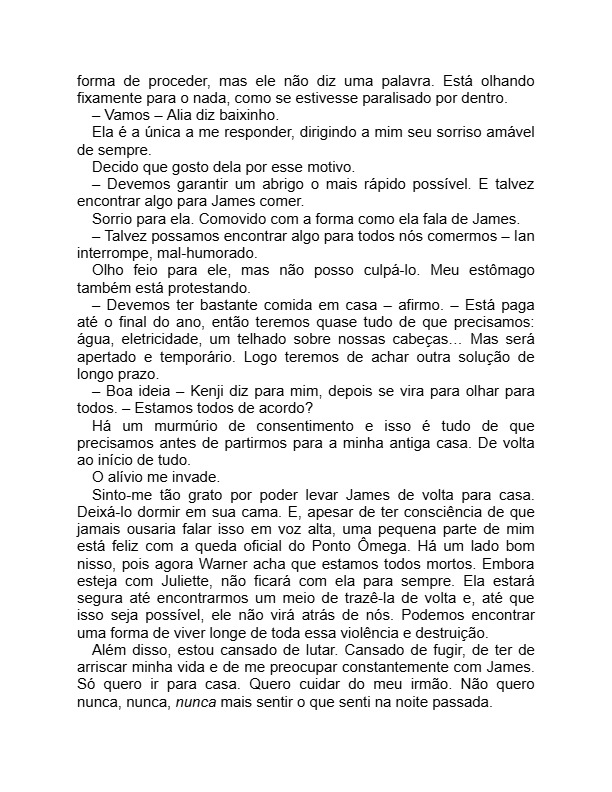 forma de proceder, mas ele não diz uma palavra. Está olhando
fixamente para o nada, como se estivesse paralisado por dentro.
– Vamos – Alia diz baixinho.
Ela é a única a me responder, dirigindo a mim seu sorriso amável
de sempre.
Decido que gosto dela por esse motivo.
– Devemos garantir um abrigo o mais rápido possível. E talvez
encontrar algo para James comer.
Sorrio para ela. Comovido com a forma como ela fala de James.
– Talvez possamos encontrar algo para todos nós comermos – Ian
interrompe, mal-humorado.
Olho feio para ele, mas não posso culpá-lo. Meu estômago
também está protestando.
– Devemos ter bastante comida em casa – afirmo. – Está paga
até o final do ano, então teremos quase tudo de que precisamos:
água, eletricidade, um telhado sobre nossas cabeças… Mas será
apertado e temporário. Logo teremos de achar outra solução de
longo prazo.
– Boa ideia – Kenji diz para mim, depois se vira para olhar para
todos. – Estamos todos de acordo?
Há um murmúrio de consentimento e isso é tudo de que
precisamos antes de partirmos para a minha antiga casa. De volta
ao início de tudo.
O alívio me invade.
Sinto-me tão grato por poder levar James de volta para casa.
Deixá-lo dormir em sua cama. E, apesar de ter consciência de que
jamais ousaria falar isso em voz alta, uma pequena parte de mim
está feliz com a queda oficial do Ponto Ômega. Há um lado bom
nisso, pois agora Warner acha que estamos todos mortos. Embora
esteja com Juliette, não ficará com ela para sempre. Ela estará
segura até encontrarmos um meio de trazê-la de volta e, até que
isso seja possível, ele não virá atrás de nós. Podemos encontrar
uma forma de viver longe de toda essa violência e destruição.
Além disso, estou cansado de lutar. Cansado de fugir, de ter de
arriscar minha vida e de me preocupar constantemente com James.
Só quero ir para casa. Quero cuidar do meu irmão. Não quero
nunca, nunca, nunca mais sentir o que senti na noite passada.